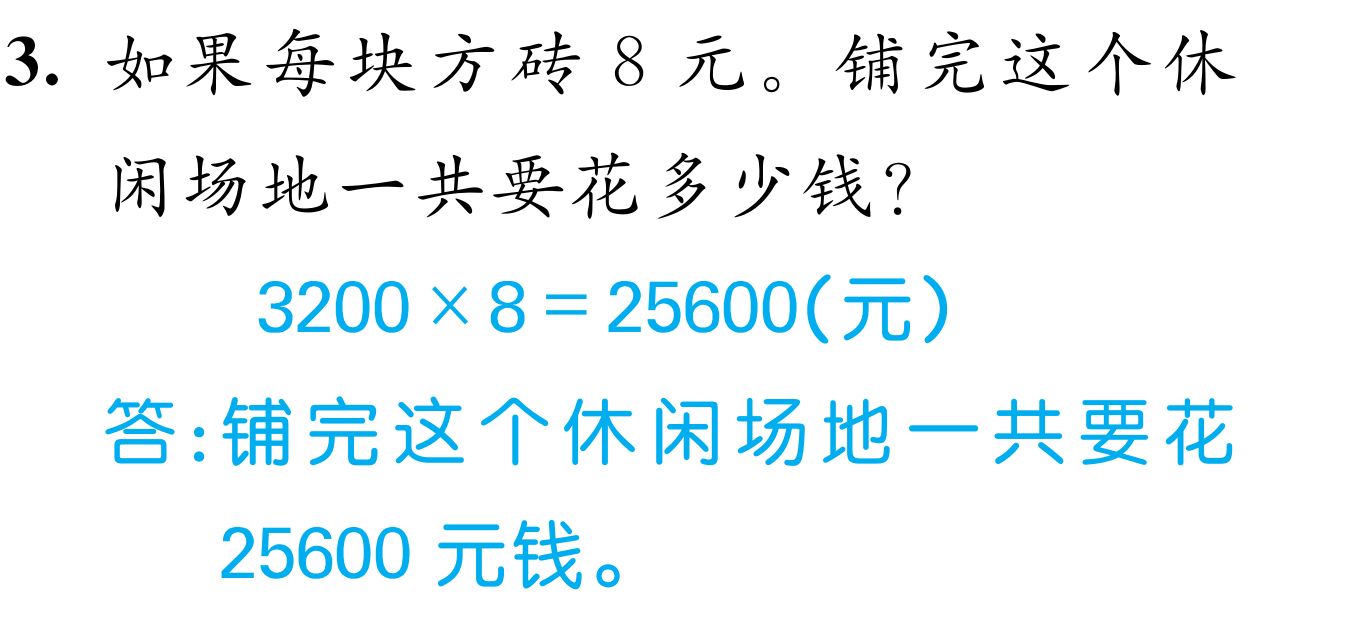 3. 如果每块方砖 8 元。铺完这个休
闲场地一共要花多少钱?
3200×8=25600(元)
答:铺完这个休闲场地一共要花
25600 元钱。